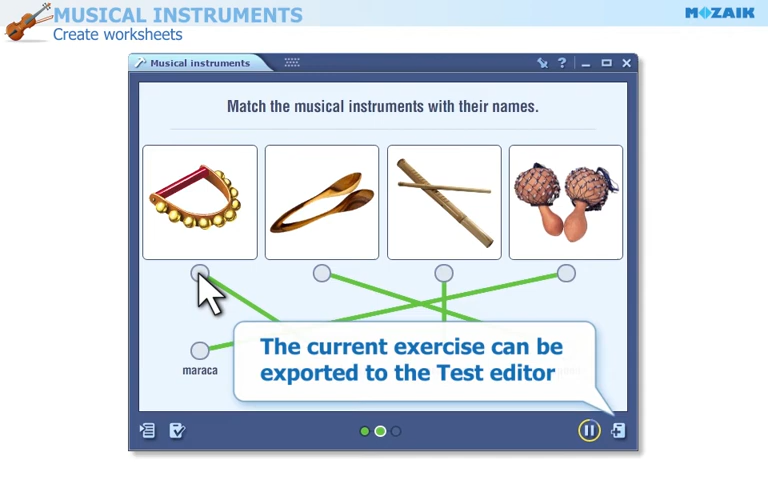 MUSICAL INSTRUMENTS
Create worksheets
MOZAIK
Musical instruments
?
Match the musical instruments with their names.
The current exercise can be
exported to the Test editor
maraca